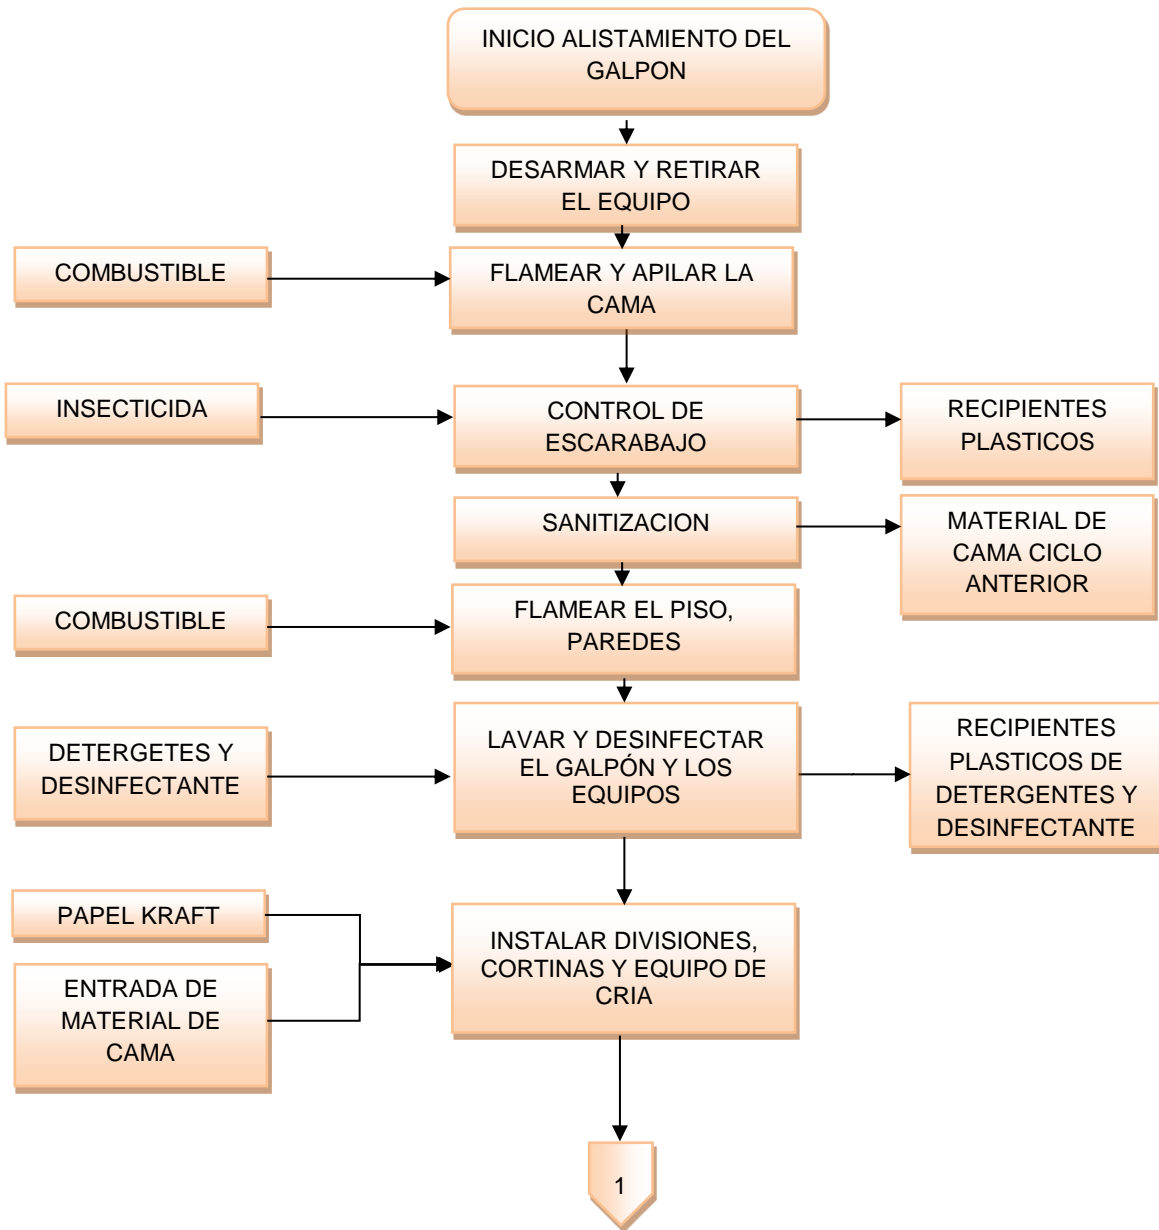 INICIO ALISTAMIENTO DEL
GALPON
DESARMAR Y RETIRAR
EL EQUIPO
COMBUSTIBLE
FLAMEAR Y APILAR LA
CAMA
INSECTICIDA
CONTROL DE
ESCARABAJO
RECIPIENTES
PLASTICOS
SANITIZACION
MATERIAL DE
CAMA CICLO
ANTERIOR
COMBUSTIBLE
FLAMEAR EL PISO,
PAREDES
DETERGETES Y
DESINFECTANTE
LAVAR Y DESINFECTAR
EL GALPÓN Y LOS
EQUIPOS
RECIPIENTES
PLASTICOS DE
DETERGENTES Y
DESINFECTANTE
PAPEL KRAFT
ENTRADA DE
MATERIAL DE
CAMA
INSTALAR DIVISIONES,
CORTINAS Y EQUIPO DE
CRIA
1